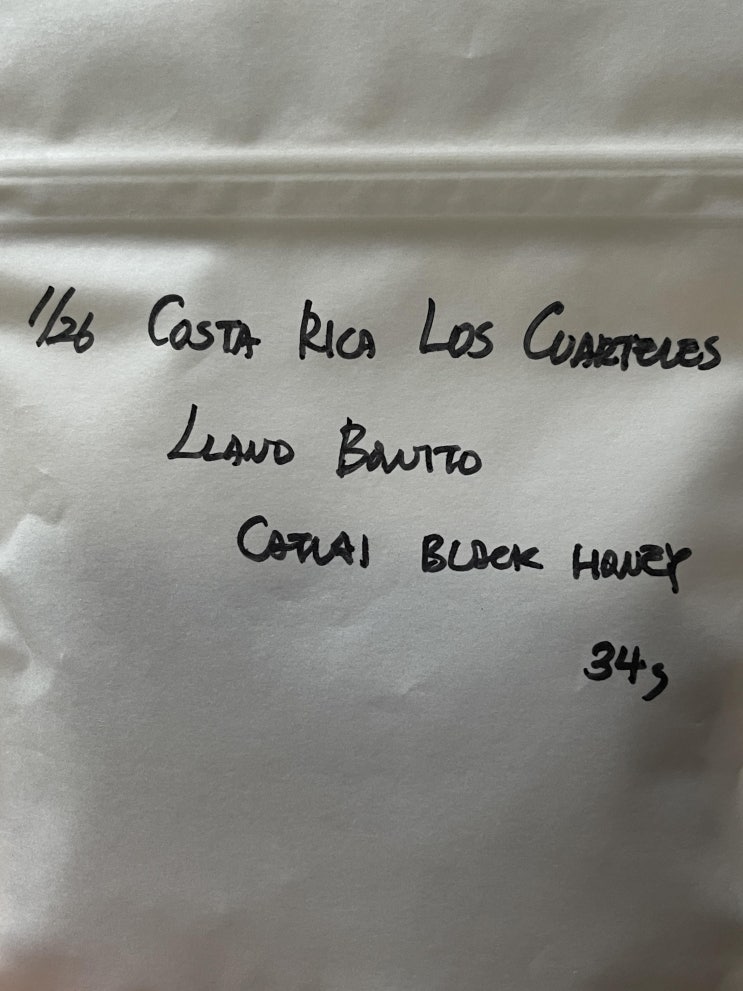 1/26 COSTA RICA LOS CUARTELES
LLANO BONITO
CATUAI BLACK HONEY
34g